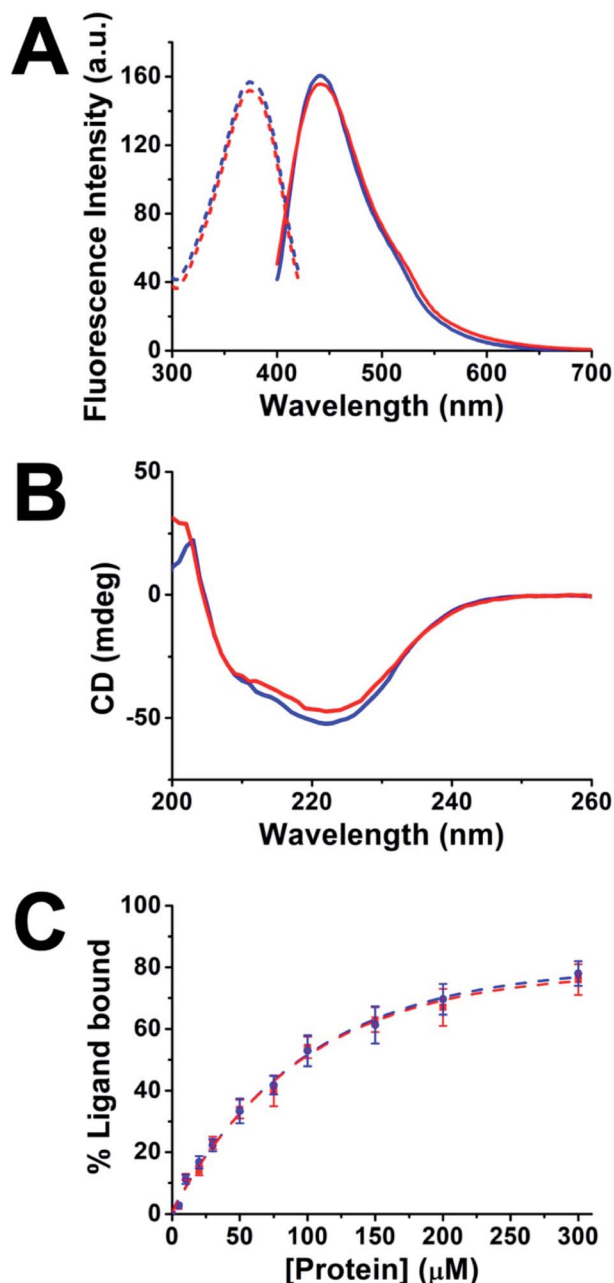 A
Fluorescence Intensity (a.u.)
160
120
80
40
0
300 400 500 600 700
Wavelength (nm)
B
CD (mdeg)
50
0
-50
200 220 240 260
Wavelength (nm)
C
% Ligand bound
100
80
60
40
20
0
0 50 100 150 200 250 300
[Protein] (μM)